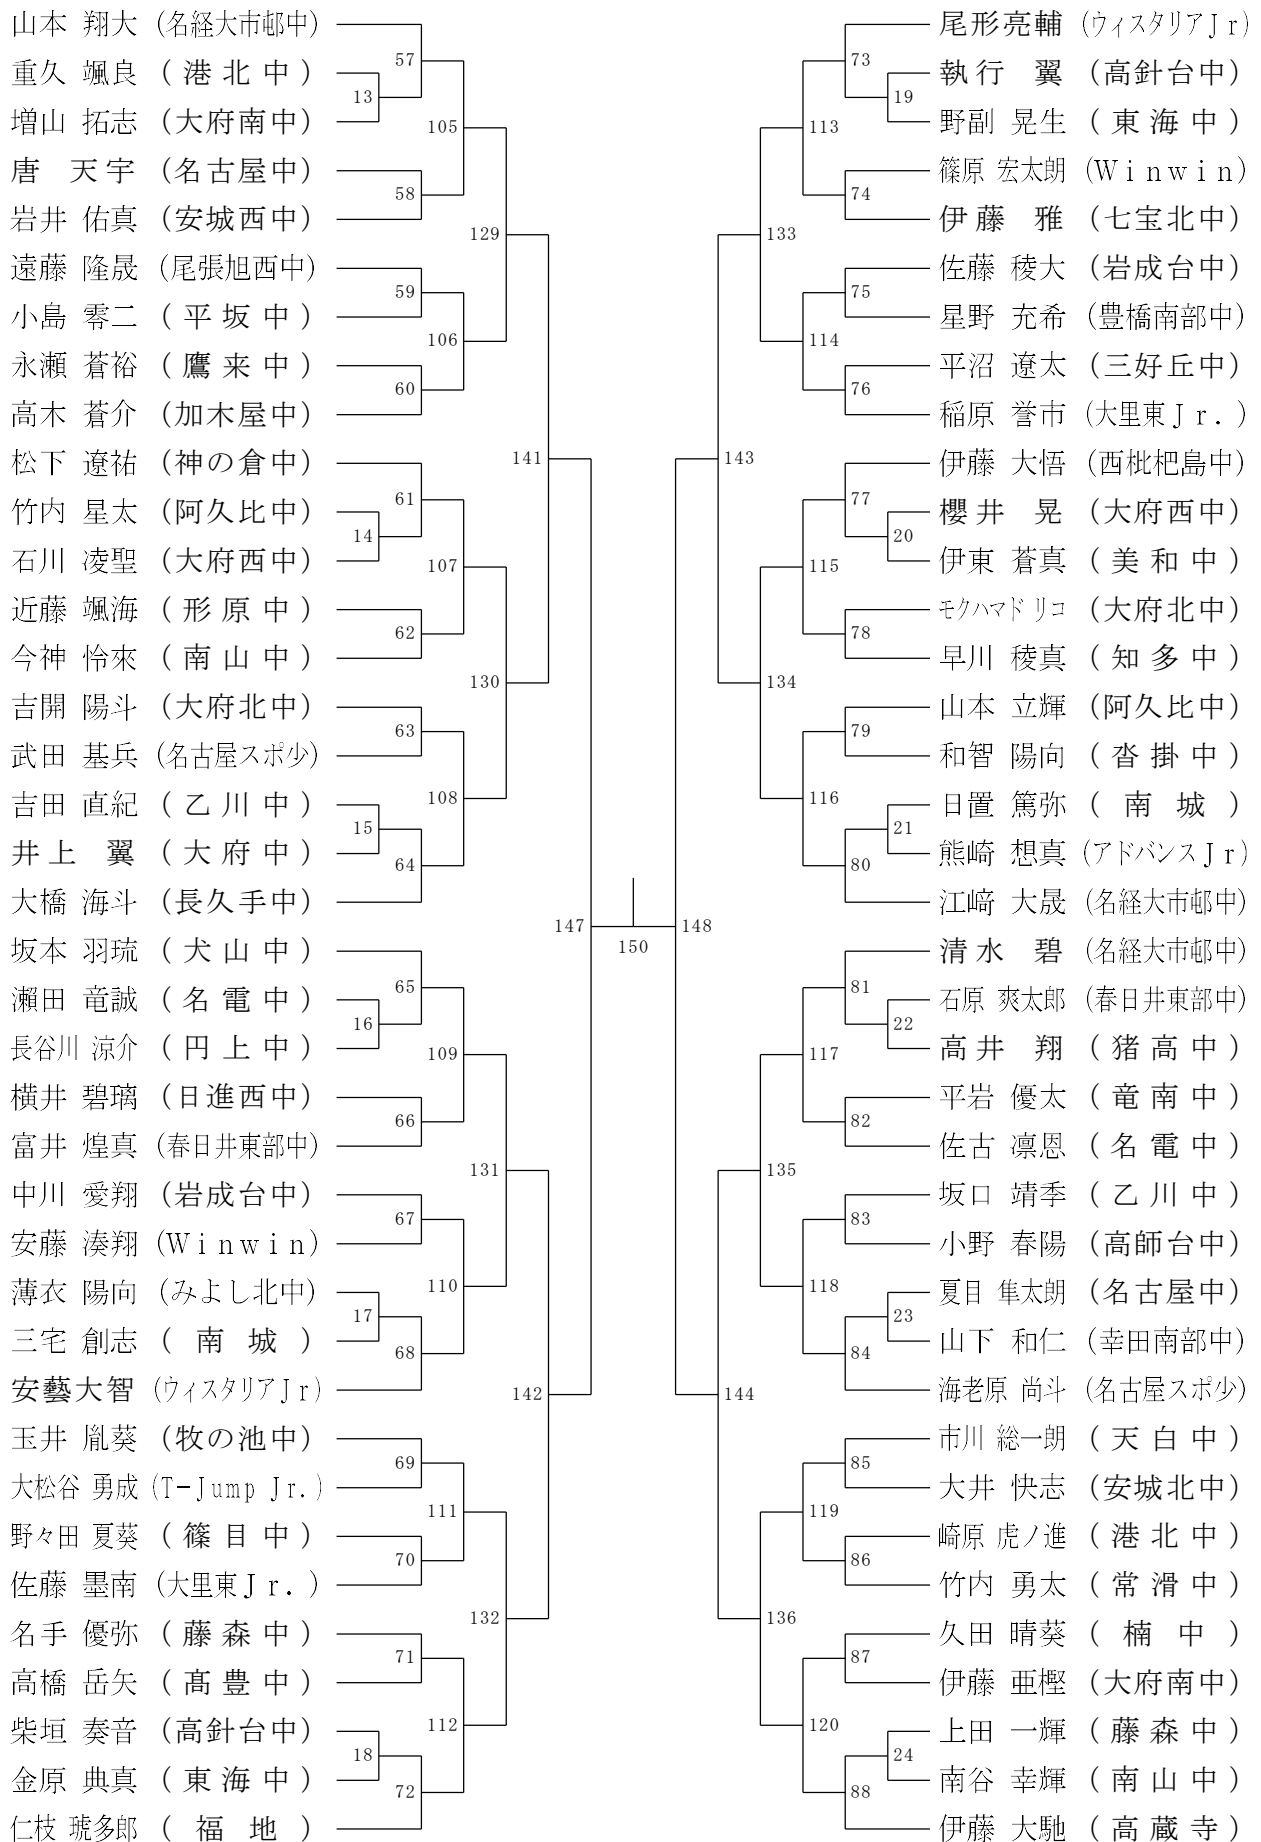 山本 翔大 (名経大市邨中)
重久 颯良 (港北中)
増山 拓志 (大府南中)
唐 天宇 (名古屋中)
岩井 佑真 (安城西中)
遠藤 隆晟 (尾張旭西中)
小島 零二 (平坂中)
永瀬 蒼裕 (鷹来中)
高木 蒼介 (加木屋中)
松下 遼祐 (神の倉中)
竹内 星太 (阿久比中)
石川 凌聖 (大府西中)
近藤 颯海 (形原中)
今神 怜來 (南山中)
吉開 陽斗 (大府北中)
武田 基兵 (名古屋スポ少)
吉田 直紀 (乙川中)
井上 翼 (大府中)
大橋 海斗 (長久手中)
坂本 羽琉 (犬山中)
瀬田 竜誠 (名電中)
長谷川 涼介 (円上中)
横井 碧璃 (日進西中)
富井 煌真 (春日井東部中)
中川 愛翔 (岩成台中)
安藤 湊翔 (Winwin)
薄衣 陽向 (みよし北中)
三宅 創志 (南城)
安藝大智 (ウィスタリアJr)
玉井 胤葵 (牧の池中)
大松谷 勇成 (T-Jump Jr.)
野々田 夏葵 (篠目中)
佐藤 墨南 (大里東Jr.)
名手 優弥 (藤森中)
高橋 岳矢 (髙豊中)
柴垣 奏音 (高針台中)
金原 典真 (東海中)
仁枝 琥多郎 (福地)
57
13
105
58
129
59
106
60
141
61
14
107
62
130
63
108
15
64
147
65
16
109
66
131
67
110
17
68
142
69
111
70
132
71
112
18
72
150
尾形亮輔 (ウィスタリアJr)
執行 翼 (高針台中)
野副 晃生 (東海中)
篠原 宏太朗 (Winwin)
伊藤 雅 (七宝北中)
佐藤 稜大 (岩成台中)
星野 充希 (豊橋南部中)
平沼 遼太 (三好丘中)
稲原 誉市 (大里東Jr.)
伊藤 大悟 (西枇杷島中)
櫻井 晃 (大府西中)
伊東 蒼真 (美和中)
モクハマド リコ (大府北中)
早川 稜真 (知多中)
山本 立輝 (阿久比中)
和智 陽向 (沓掛中)
日置 篤弥 (南城)
熊崎 想真 (アドバンスJr)
江﨑 大晟 (名経大市邨中)
清水 碧 (名経大市邨中)
石原 爽太郎 (春日井東部中)
高井 翔 (猪高中)
平岩 優太 (竜南中)
佐古 凛恩 (名電中)
坂口 靖季 (乙川中)
小野 春陽 (高師台中)
夏目 隼太朗 (名古屋中)
山下 和仁 (幸田南部中)
海老原 尚斗 (名古屋スポ少)
市川 総一朗 (天白中)
大井 快志 (安城北中)
崎原 虎ノ進 (港北中)
竹内 勇太 (常滑中)
久田 晴葵 (楠中)
伊藤 亜樫 (大府南中)
上田 一輝 (藤森中)
南谷 幸輝 (南山中)
伊藤 大馳 (高蔵寺)
73
19
113
74
133
75
114
76
143
77
20
115
78
134
79
116
21
80
148
81
22
117
82
135
83
118
23
84
144
85
119
86
136
87
120
24
88